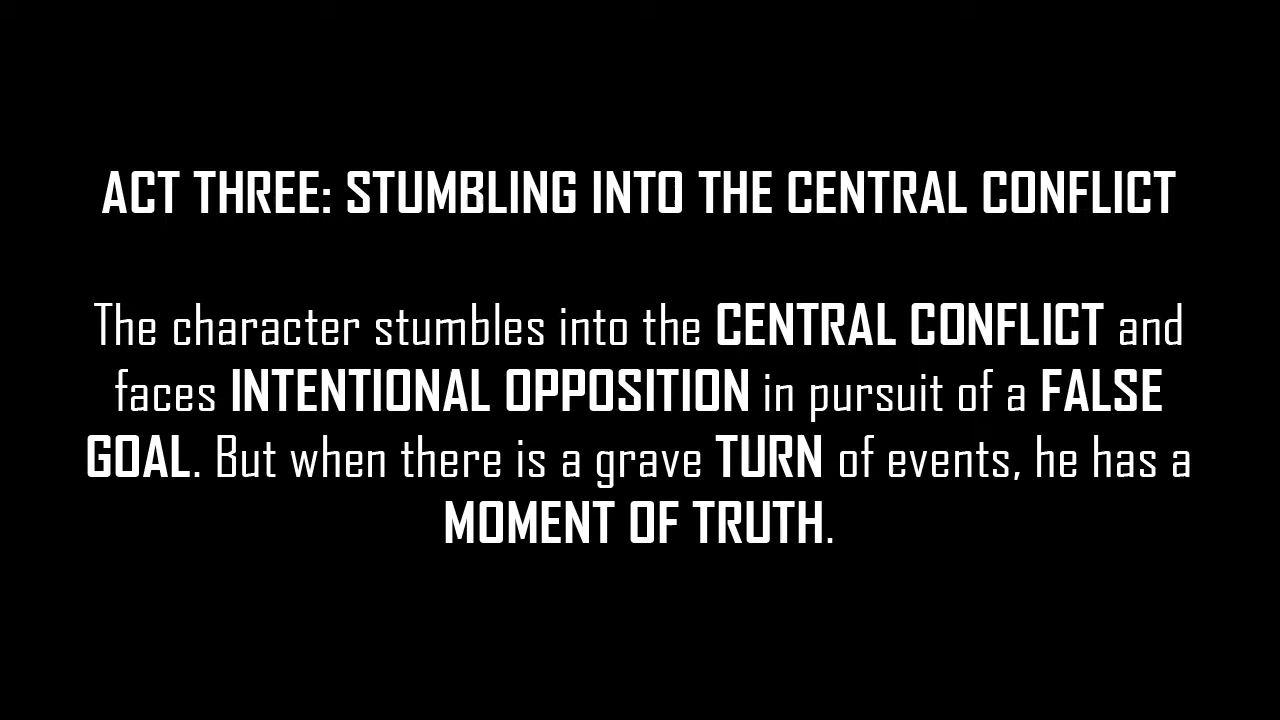 ACT THREE: STUMBLING INTO THE CENTRAL CONFLICT
The character stumbles into the CENTRAL CONFLICT and
faces INTENTIONAL OPPOSITION in pursuit of a FALSE
GOAL. But when there is a grave TURN of events, he has a
MOMENT OF TRUTH.